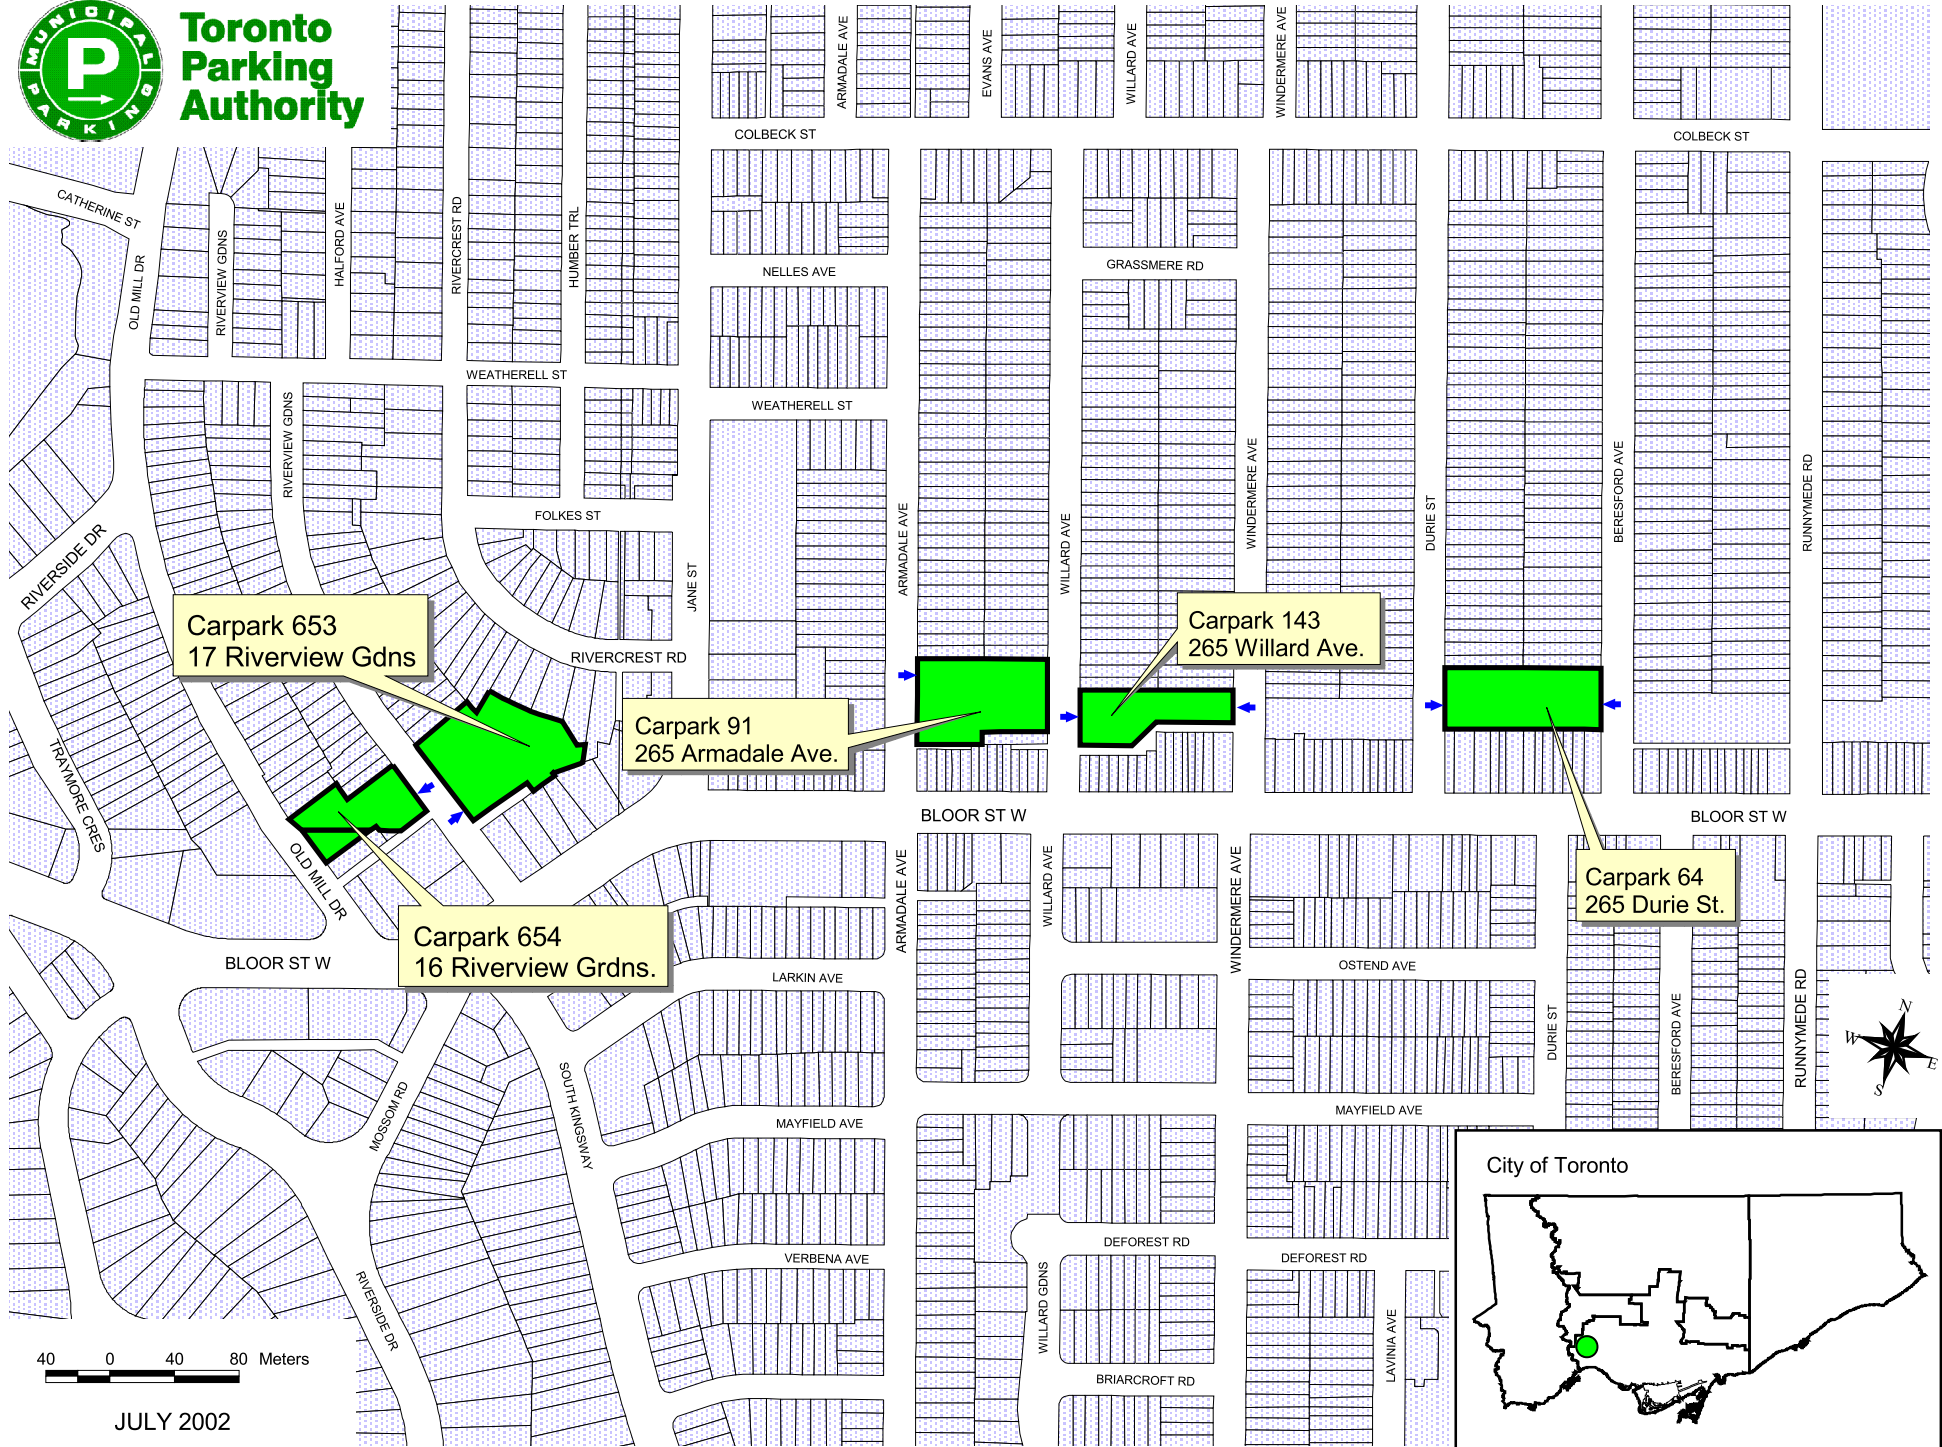 MUNICIPAL
P
PARKING
Toronto
Parking
Authority
ARMADALE AVE
EVANS AVE
WILLARD AVE
WINDERMERE AVE
COLBECK ST
COLBECK ST
CATHERINE ST
OLD MILL DR
RIVERVIEW GDNS
HALFORD AVE
RIVERCREST RD
HUMBER TRL
NELLES AVE
GRASSMERE RD
WEATHERELL ST
WEATHERELL ST
RIVERVIEW GDNS
FOLKES ST
JANE ST
ARMADALE AVE
WILLARD AVE
WINDERMERE AVE
DURIE ST
BERESFORD AVE
RUNNYMEDE RD
RIVERSIDE DR
Carpark 653
17 Riverview Gdns
RIVERCREST RD
Carpark 143
265 Willard Ave.
Carpark 91
265 Armadale Ave.
TRAYMORE CRES
OLD MILL DR
BLOOR ST W
BLOOR ST W
Carpark 64
265 Durie St.
Carpark 654
16 Riverview Grdns.
BLOOR ST W
ARMADALE AVE
WILLARD AVE
WINDERMERE AVE
LARKIN AVE
OSTEND AVE
DURIE ST
BERESFORD AVE
RUNNYMEDE RD
N
W
E
S
MOSSOM RD
SOUTH KINGSWAY
MAYFIELD AVE
MAYFIELD AVE
City of Toronto
DEFOREST RD
DEFOREST RD
VERBENA AVE
RIVERSIDE DR
WILLARD GDNS
LAVINIA AVE
BRIARCROFT RD
40 0 40 80 Meters
JULY 2002